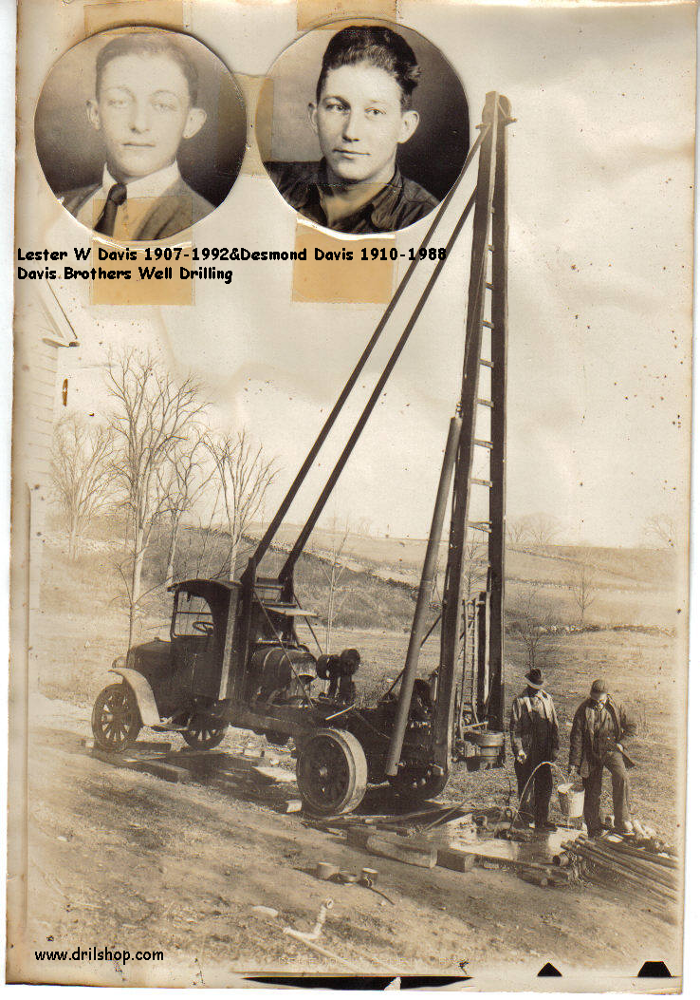 Lester W Davis 1907-1992&Desmond Davis 1910-1988
Davis Brothers Well Drilling
www.drilshop.com